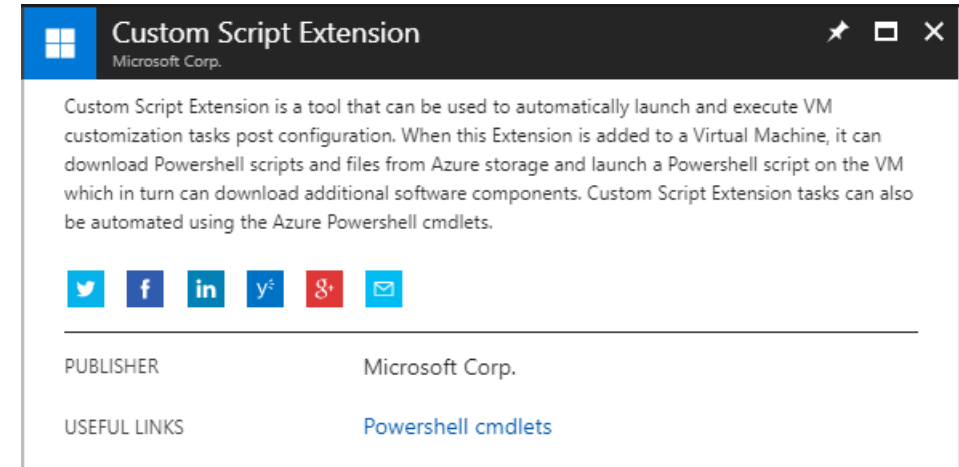 Custom Script Extension
Microsoft Corp.
Custom Script Extension is a tool that can be used to automatically launch and execute VM
customization tasks post configuration. When this Extension is added to a Virtual Machine, it can
download Powershell scripts and files from Azure storage and launch a Powershell script on the VM
which in turn can download additional software components. Custom Script Extension tasks can also
be automated using the Azure Powershell cmdlets.
f in y 8+
PUBLISHER Microsoft Corp.
USEFUL LINKS Powershell cmdlets